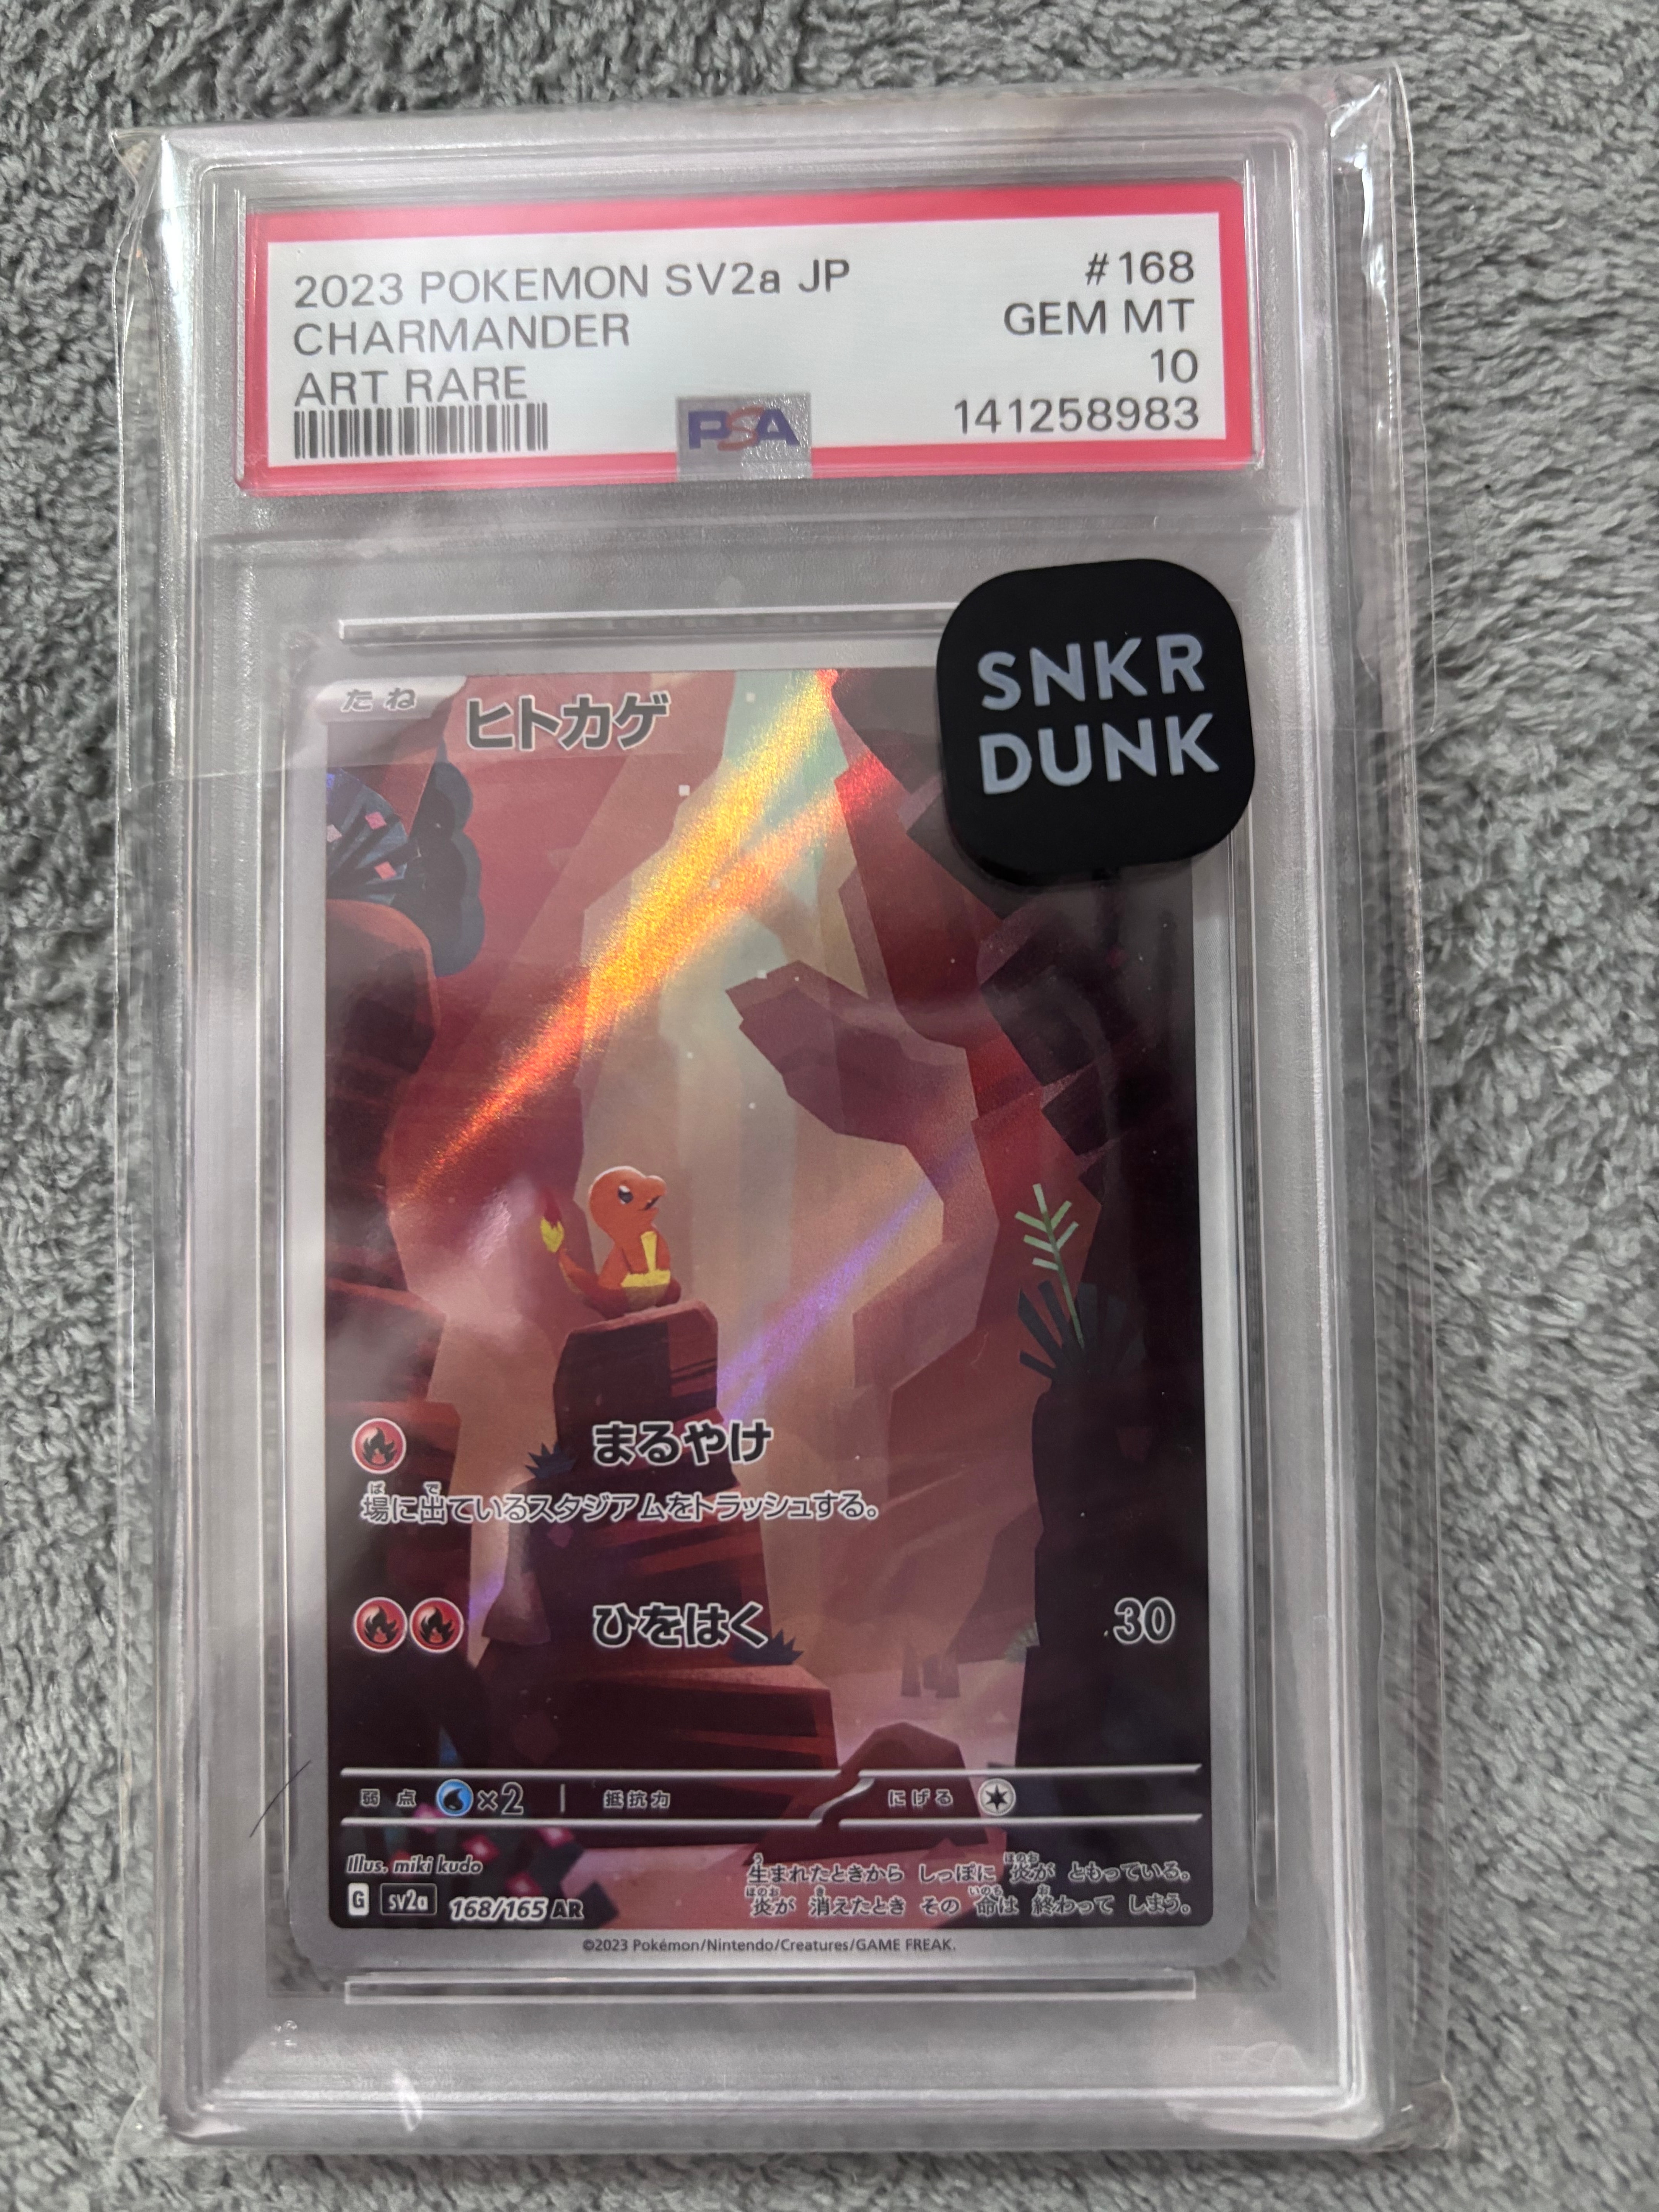 2023 POKEMON SV2a JP #168
CHARMANDER GEM MT
ART RARE 10
PSA 141258983
SNKR
DUNK
たね ヒトカゲ
まるやけ
場に出ているスタジアムをトラッシュする。
ひをはく 30
弱点 ×2 抵抗力 にげる
Illus. miki kudo
生まれたときから しっぽに 炎が ともっている。
炎が 消えたとき その 命は 終わって しまう。
G sv2a 168/165 AR
©2023 Pokémon/Nintendo/Creatures/GAME FREAK.
PSA